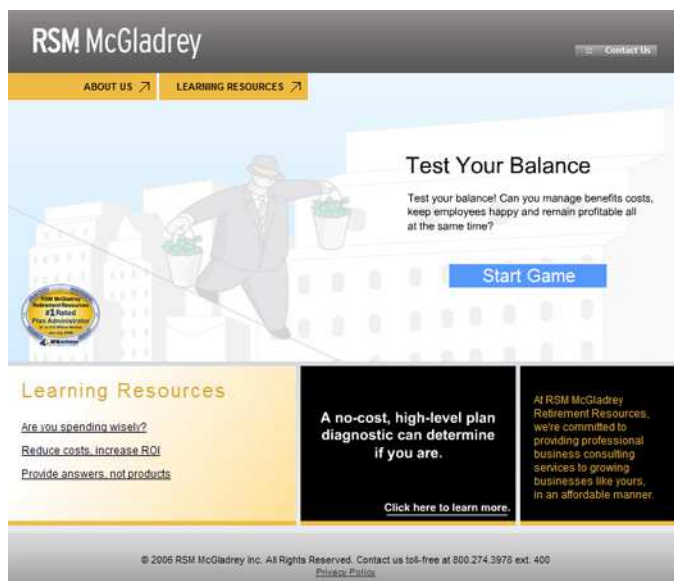 RSM McGladrey
:: Contact Us
ABOUT US
LEARNING RESOURCES
Test Your Balance
Test your balance! Can you manage benefits costs,
keep employees happy and remain profitable all
at the same time?
Start Game
RSM McGladrey
Retirement Resources
#1 Rated
Plan Administrator
Learning Resources
Are you spending wisely?
Reduce costs, increase ROI
Provide answers, not products
A no-cost, high-level plan
diagnostic can determine
if you are.
Click here to learn more.
At RSM McGladrey
Retirement Resources,
we're committed to
providing professional
business consulting
services to growing
businesses like yours,
in an affordable manner.
© 2006 RSM McGladrey Inc. All Rights Reserved. Contact us toll-free at 800.274.3978 ext. 400
Privacy Policy